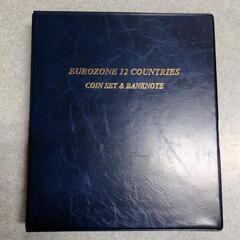 EUROZONE 12 COUNTRIES
COIN SET & BANKNOTE